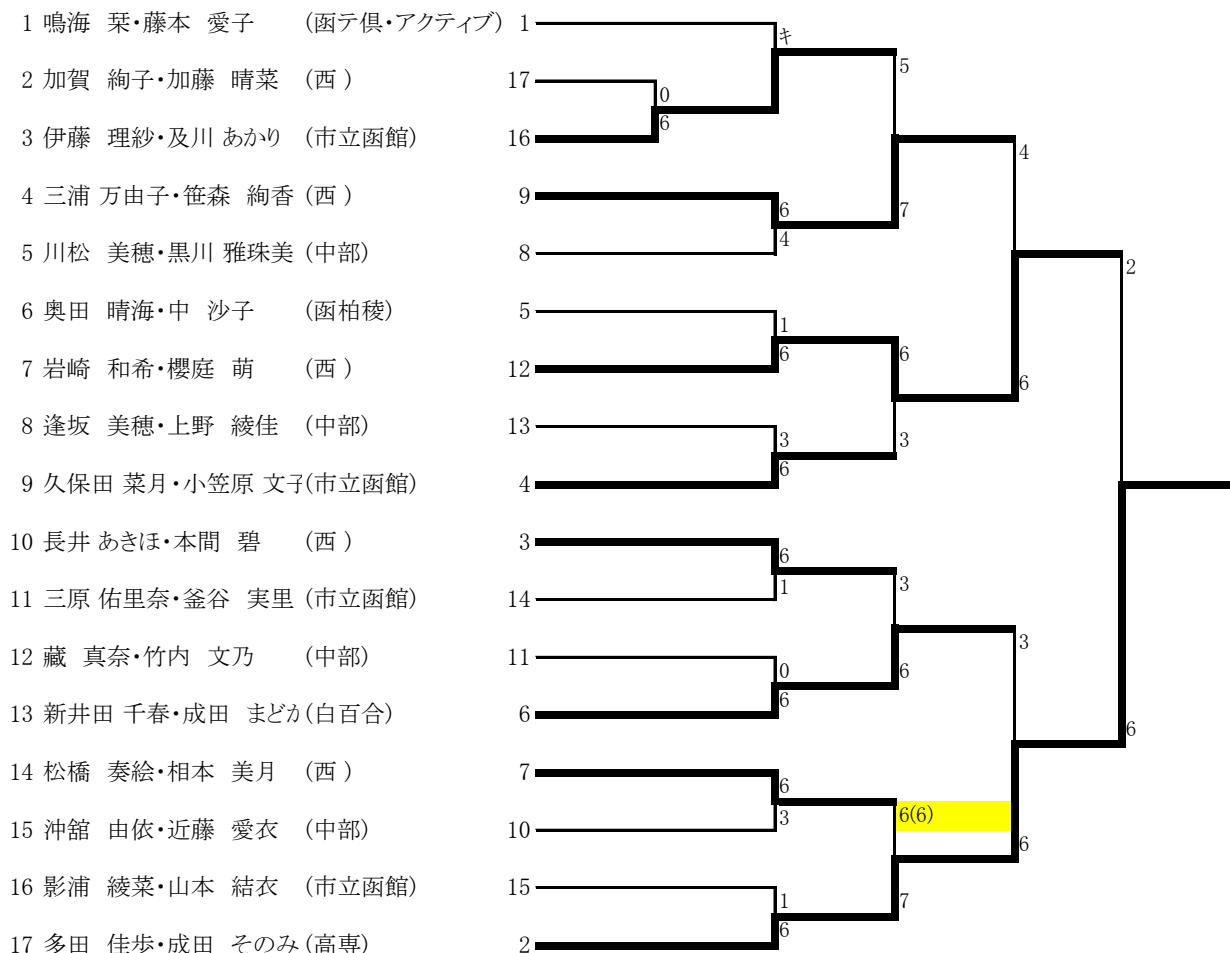 1 鳴海 栞・藤本 愛子 (函テ倶・アクティブ) 1
キ
5
2 加賀 絢子・加藤 晴菜 (西 ) 17
0
6
3 伊藤 理紗・及川 あかり (市立函館) 16
4
4 三浦 万由子・笹森 絢香 (西 ) 9
6
7
4
5 川松 美穂・黒川 雅珠美 (中部) 8
2
6 奥田 晴海・中 沙子 (函柏稜) 5
1
6
6
7 岩崎 和希・櫻庭 萌 (西 ) 12
6
8 逢坂 美穂・上野 綾佳 (中部) 13
3
3
6
9 久保田 菜月・小笠原 文子(市立函館) 4
10 長井 あきほ・本間 碧 (西 ) 3
6
3
1
11 三原 佑里奈・釜谷 実里 (市立函館) 14
3
12 藏 真奈・竹内 文乃 (中部) 11
0
6
6
13 新井田 千春・成田 まどか(白百合) 6
6
14 松橋 奏絵・相本 美月 (西 ) 7
6
6(6)
3
15 沖舘 由依・近藤 愛衣 (中部) 10
6
16 影浦 綾菜・山本 結衣 (市立函館) 15
1
7
6
17 多田 佳歩・成田 そのみ (高専) 2